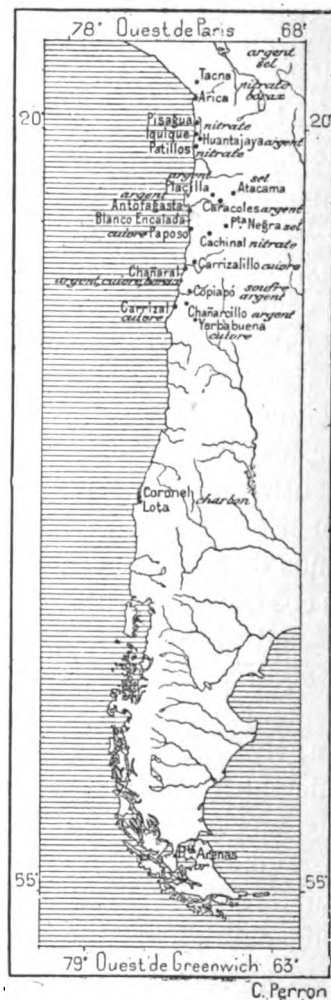 78° Ouest de Paris 68°
argent
sel
Tacna
nitrate
borax
Arica
20° 20°
Pisagua
nitrate
Iquique
Huantajaya argent
Patillos
nitrate
argent sel
Placilla Atacama
argent
Antofagasta Caracoles argent
Blanco Encalada Pta Negra sel
cuivre Paposo
Cachinal nitrate
Carrizalillo cuivre
Chañaral
argent, cuivre, borax
Copiapó soufre
argent
Carrizal Chañarcillo argent
cuivre Yerbabuena
cuivre
Coronel
Lota charbon
Pta Arenas
or
55° 55°
79° Ouest de Greenwich 63°
C. Perron